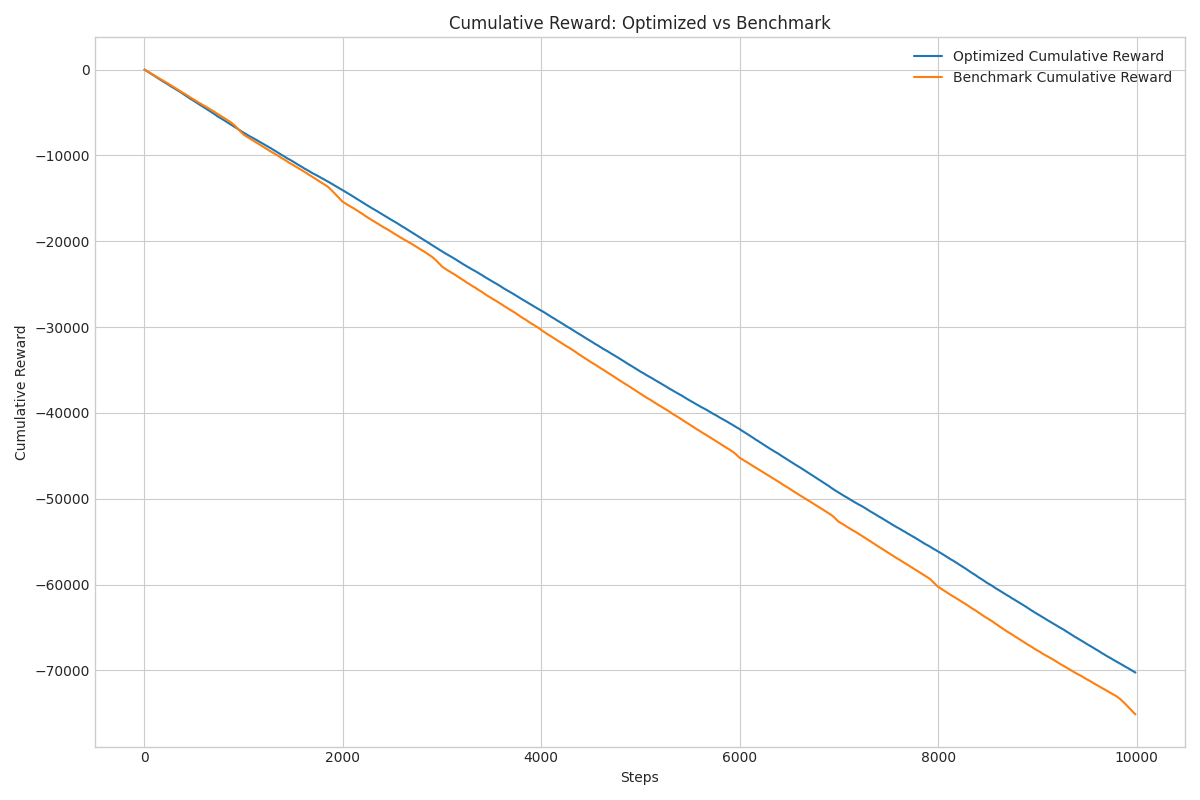 Cumulative Reward: Optimized vs Benchmark
Optimized Cumulative Reward
Benchmark Cumulative Reward
Cumulative Reward
0
−10000
−20000
−30000
−40000
−50000
−60000
−70000
0
2000
4000
6000
8000
10000
Steps